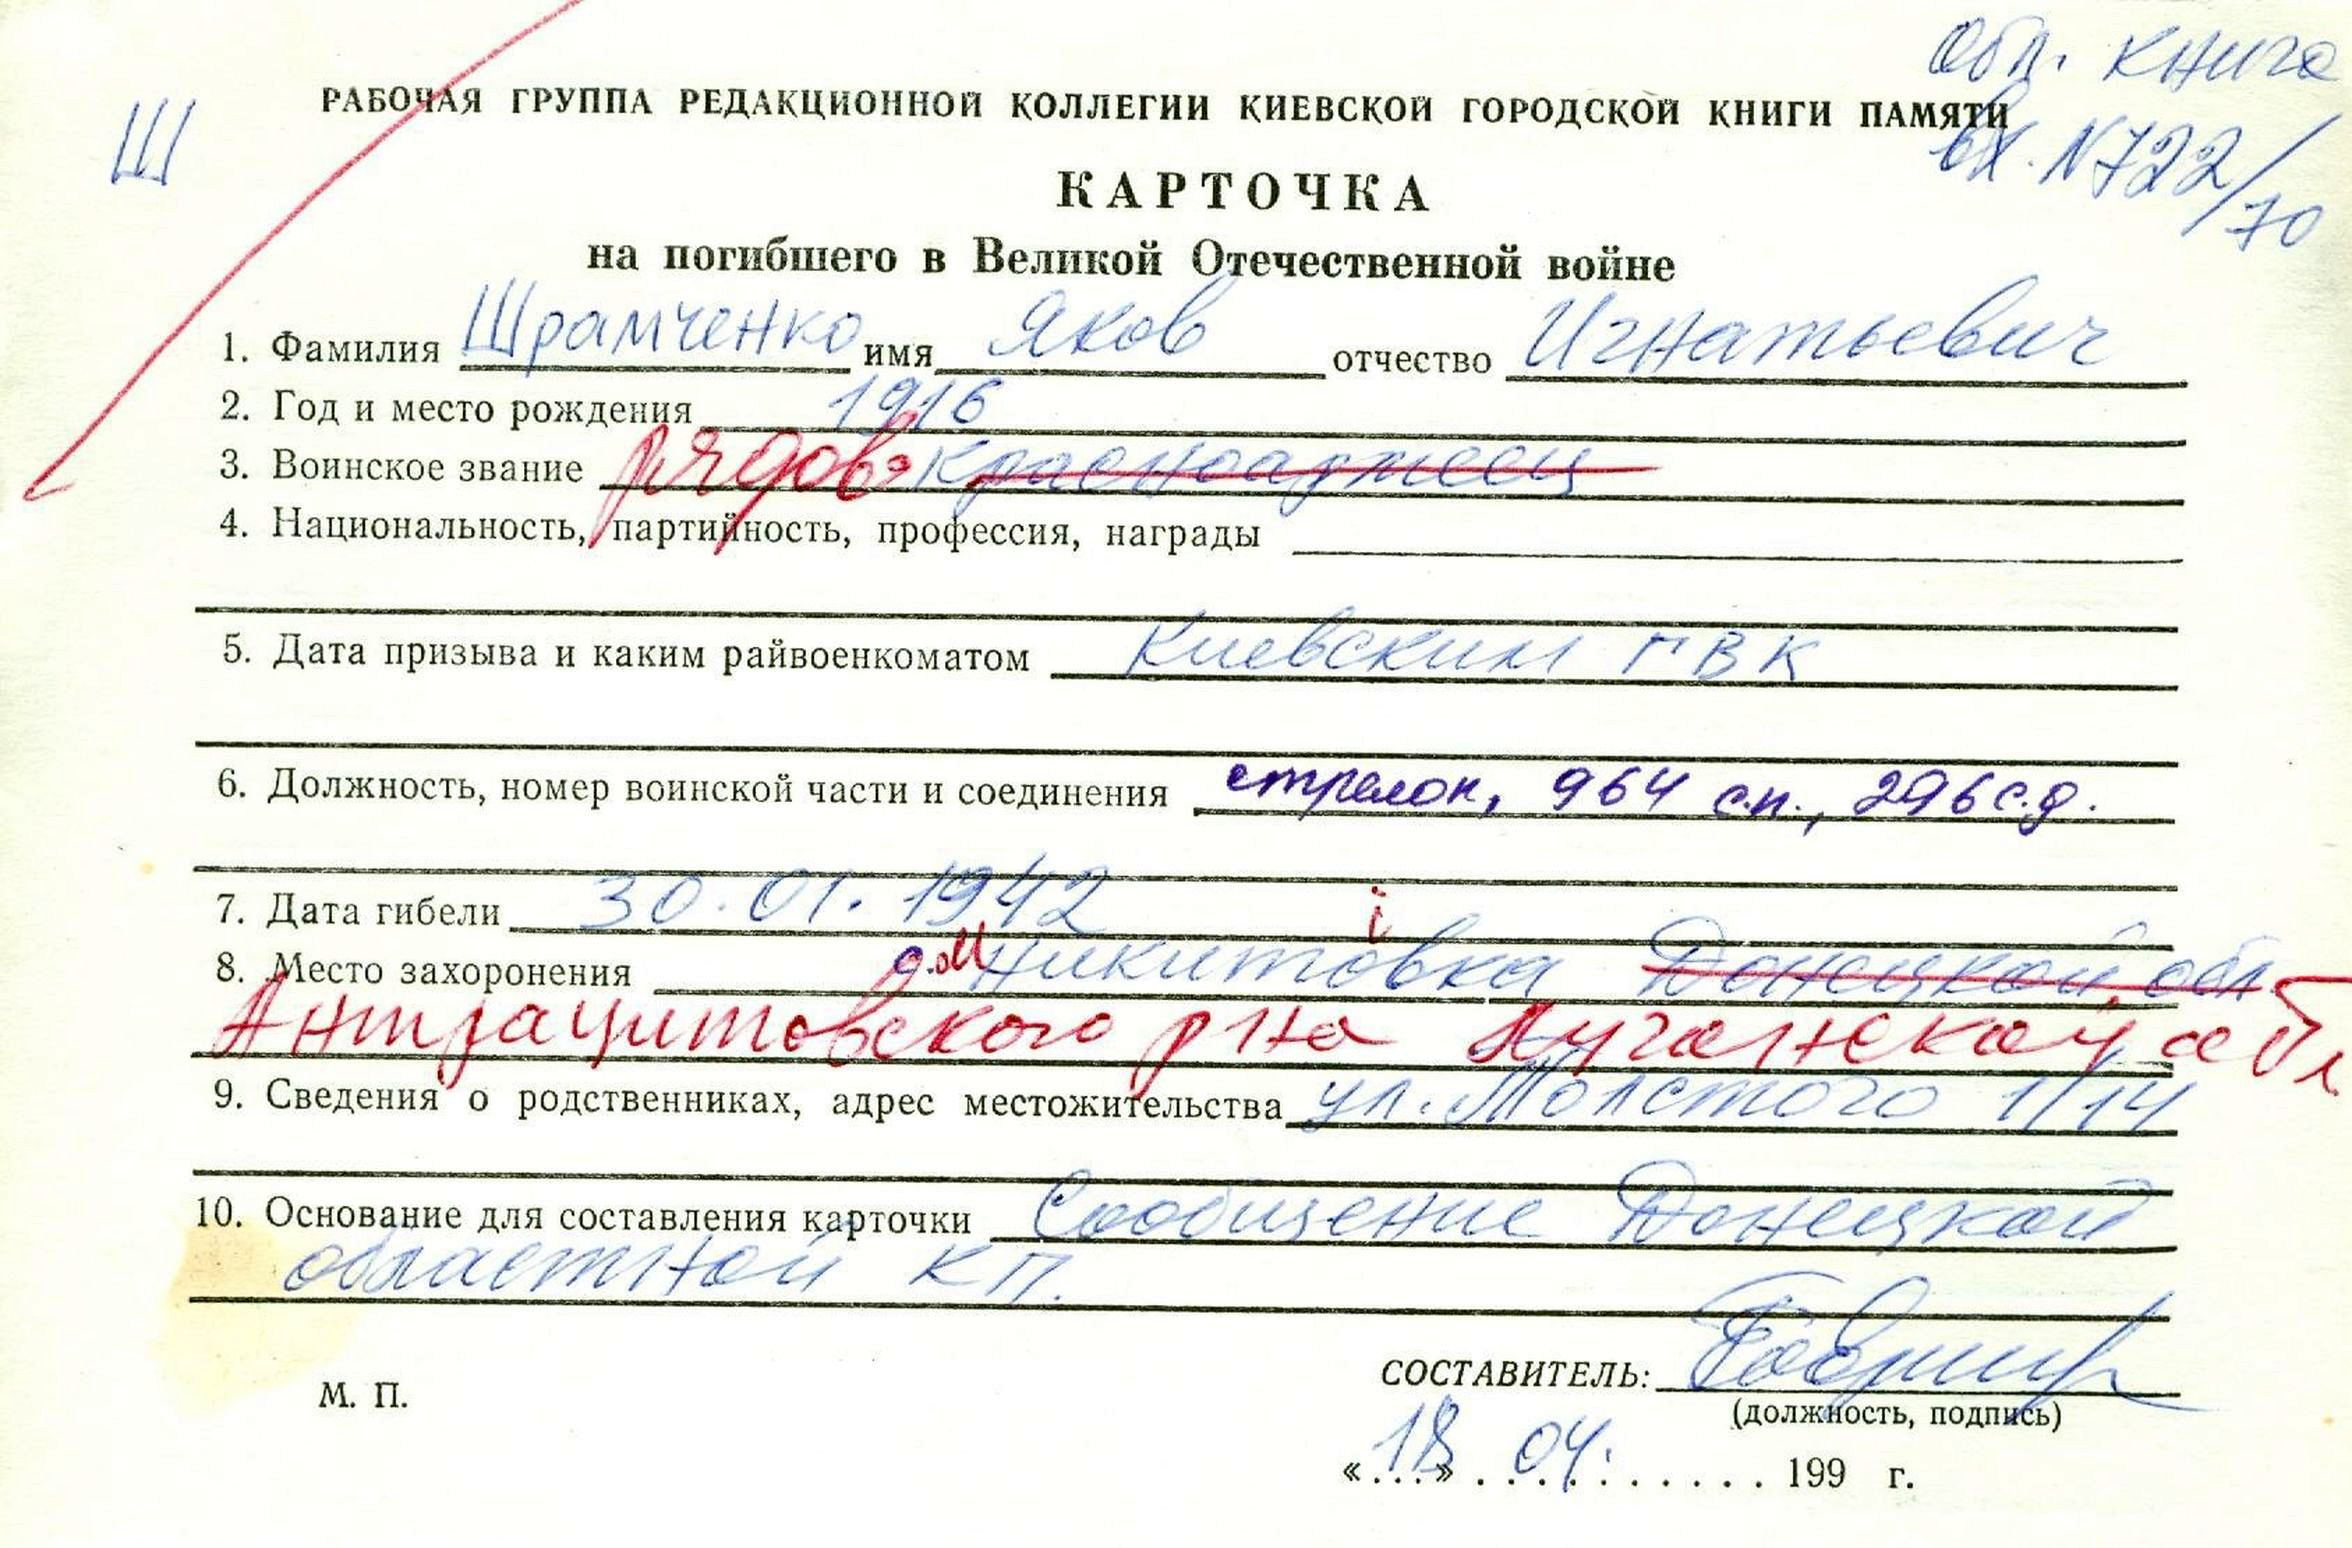 Обл. книга
РАБОЧАЯ ГРУППА РЕДАКЦИОННОЙ КОЛЛЕГИИ КИЕВСКОЙ ГОРОДСКОЙ КНИГИ ПАМЯТИ
Ш
вх. N722/70
КАРТОЧКА
на погибшего в Великой Отечественной войне
1. Фамилия Шрамченко имя Яков отчество Игнатьевич
2. Год и место рождения 1916
3. Воинское звание рядов. красноармеец
4. Национальность, партийность, профессия, награды
5. Дата призыва и каким райвоенкоматом Киевским ГВК
6. Должность, номер воинской части и соединения стрелок, 964 с.п., 296 с.д.
7. Дата гибели 30.01.1942
8. Место захоронения Никитовка Донецкой обл.
Антрацитовского р-на Луганской обл
9. Сведения о родственниках, адрес местожительства ул. Толстого 1/14
10. Основание для составления карточки Сообщение Донецкой
областной КП.
М. П.
СОСТАВИТЕЛЬ:
(должность, подпись)
«18» 04. 199 г.